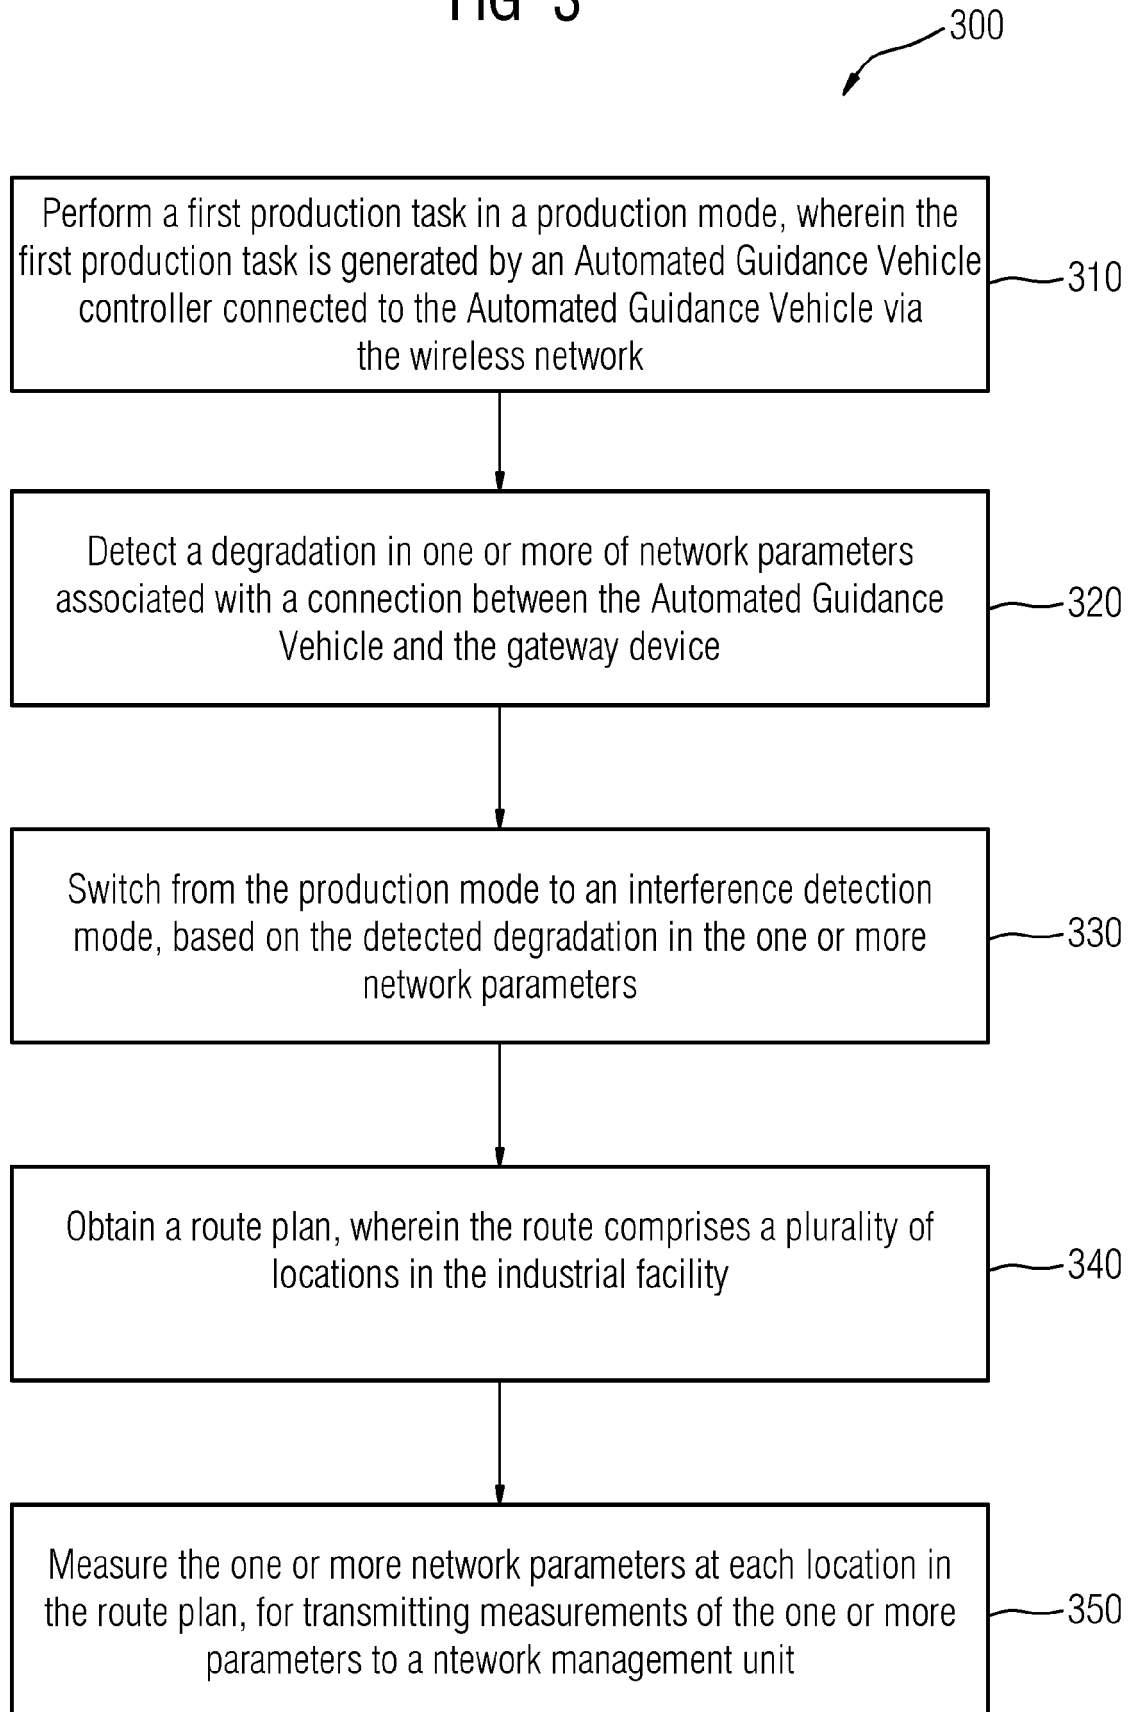 FIG 3
300
Perform a first production task in a production mode, wherein the
first production task is generated by an Automated Guidance Vehicle
controller connected to the Automated Guidance Vehicle via
the wireless network
310
Detect a degradation in one or more of network parameters
associated with a connection between the Automated Guidance
Vehicle and the gateway device
320
Switch from the production mode to an interference detection
mode, based on the detected degradation in the one or more
network parameters
330
Obtain a route plan, wherein the route comprises a plurality of
locations in the industrial facility
340
Measure the one or more network parameters at each location in
the route plan, for transmitting measurements of the one or more
parameters to a ntework management unit
350